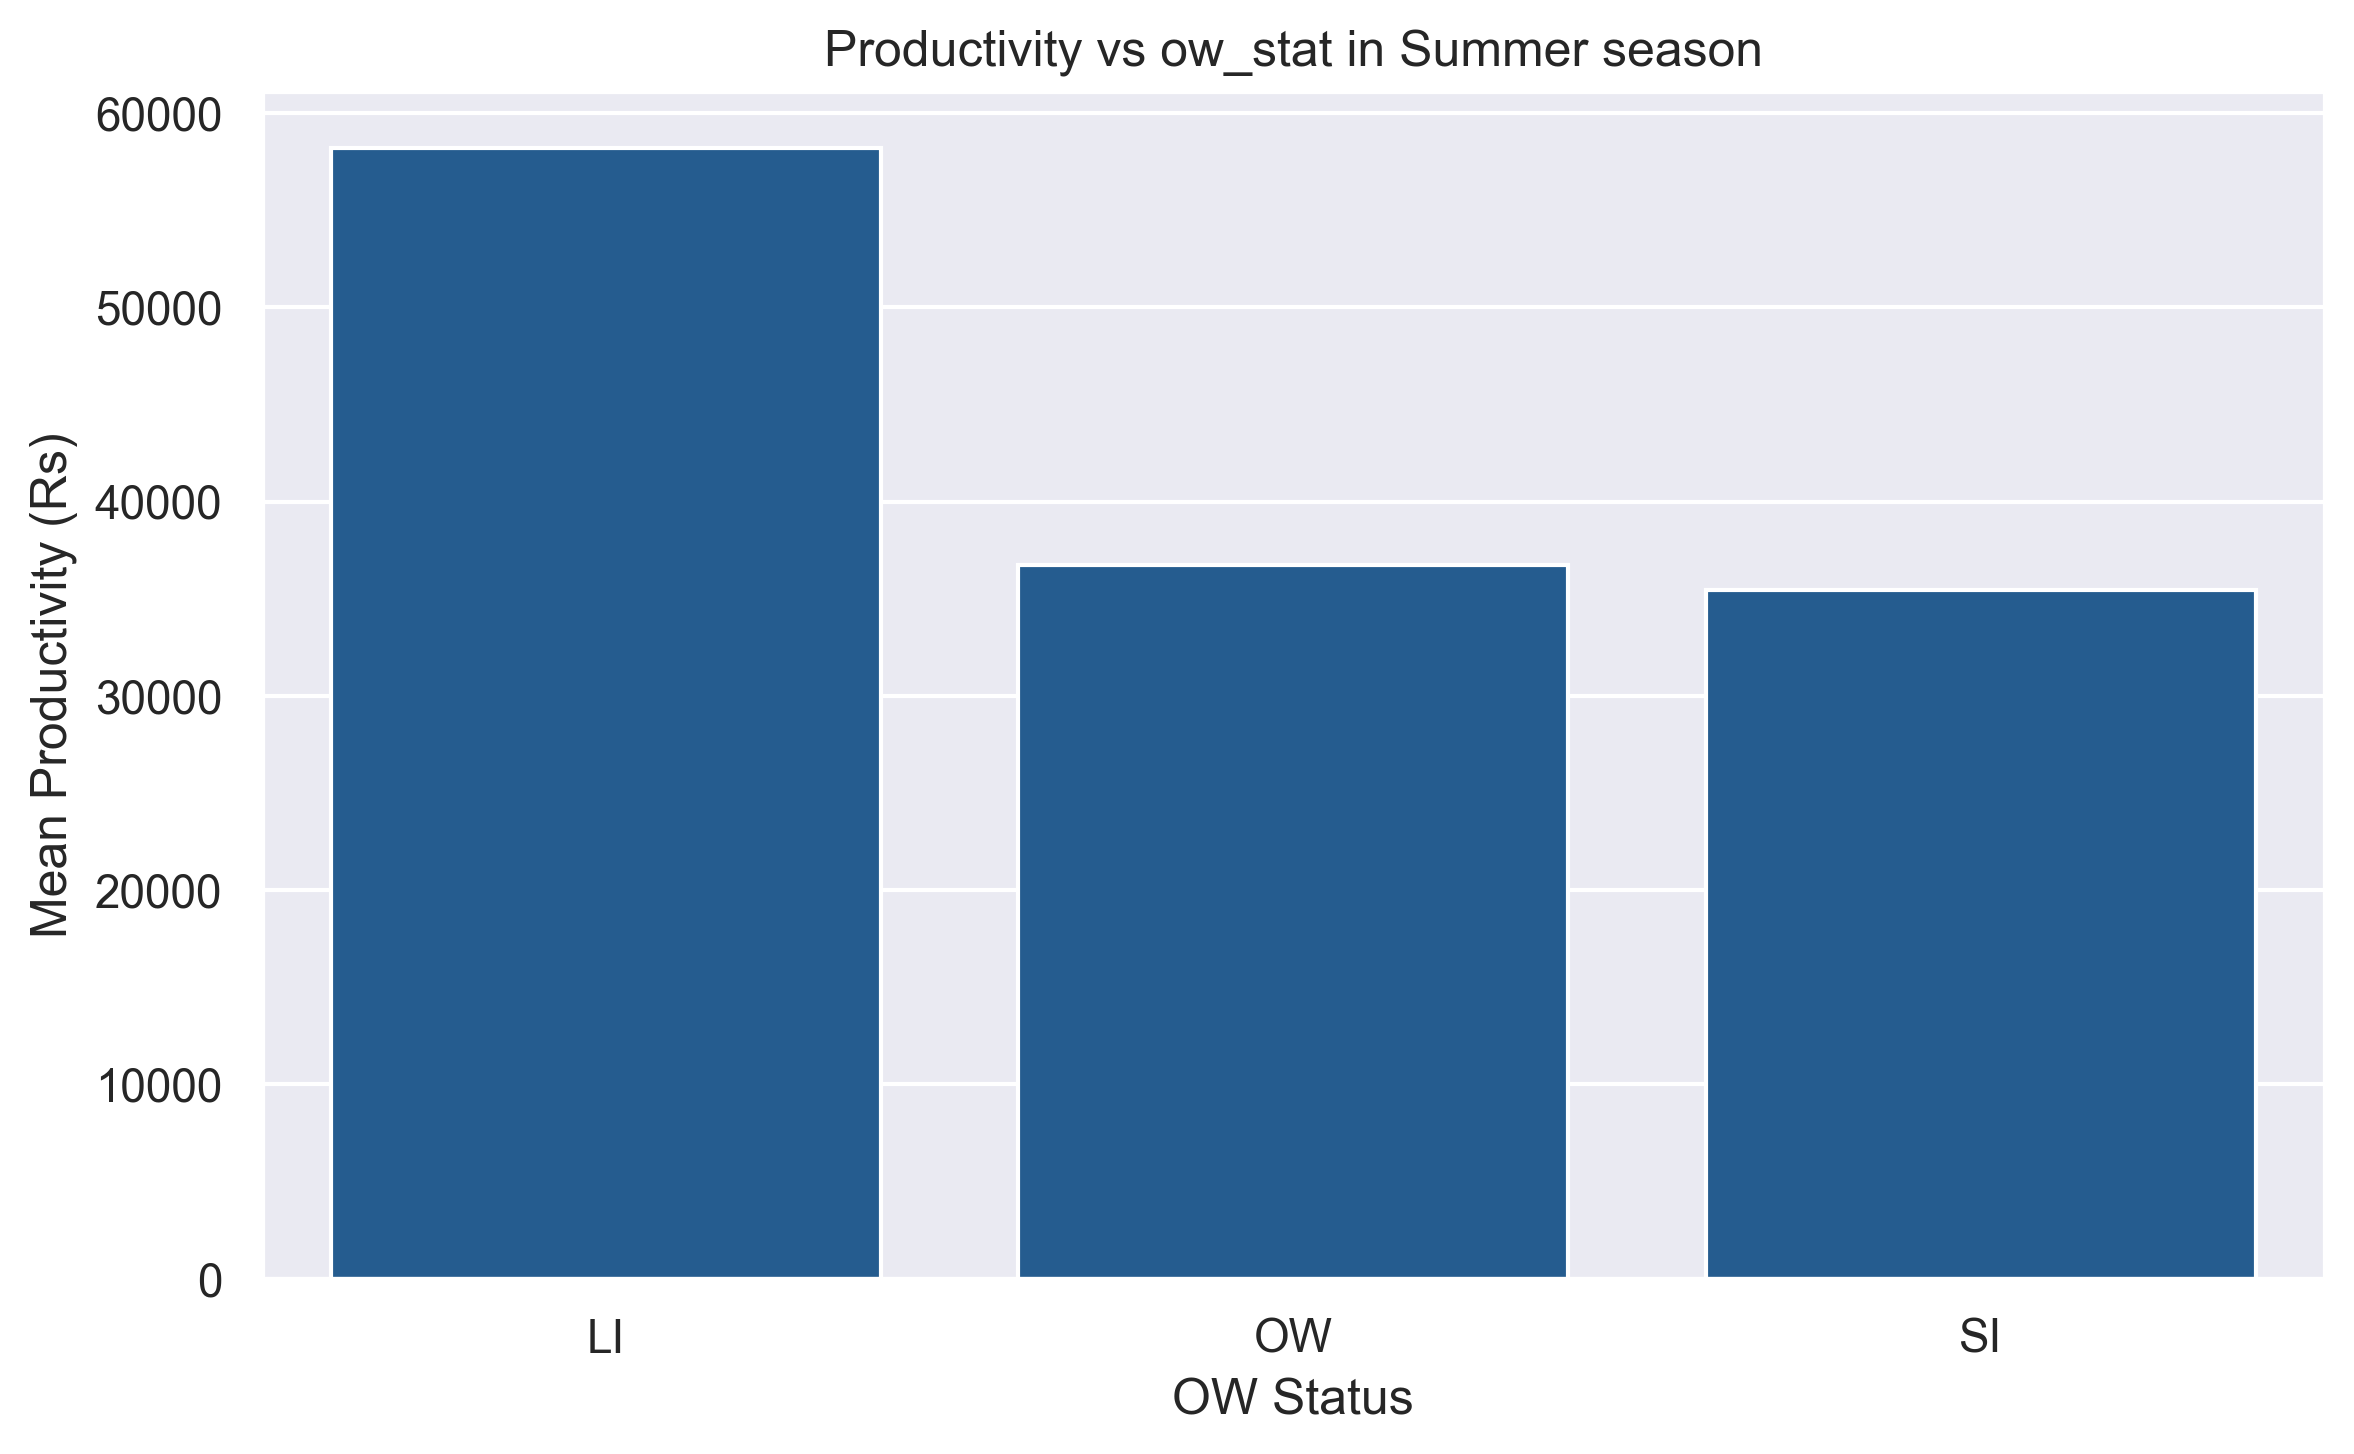 Productivity vs ow_stat in Summer season
Mean Productivity (Rs)
60000
50000
40000
30000
20000
10000
0
LI OW SI
OW Status